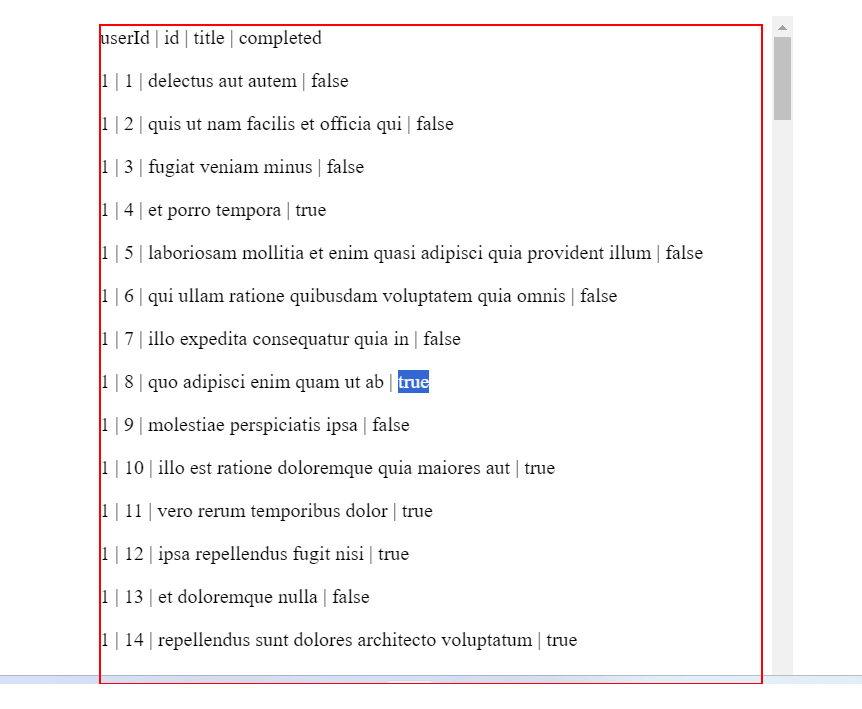 userId | id | title | completed
1 | 1 | delectus aut autem | false
1 | 2 | quis ut nam facilis et officia qui | false
1 | 3 | fugiat veniam minus | false
1 | 4 | et porro tempora | true
1 | 5 | laboriosam mollitia et enim quasi adipisci quia provident illum | false
1 | 6 | qui ullam ratione quibusdam voluptatem quia omnis | false
1 | 7 | illo expedita consequatur quia in | false
1 | 8 | quo adipisci enim quam ut ab | true
1 | 9 | molestiae perspiciatis ipsa | false
1 | 10 | illo est ratione doloremque quia maiores aut | true
1 | 11 | vero rerum temporibus dolor | true
1 | 12 | ipsa repellendus fugit nisi | true
1 | 13 | et doloremque nulla | false
1 | 14 | repellendus sunt dolores architecto voluptatum | true